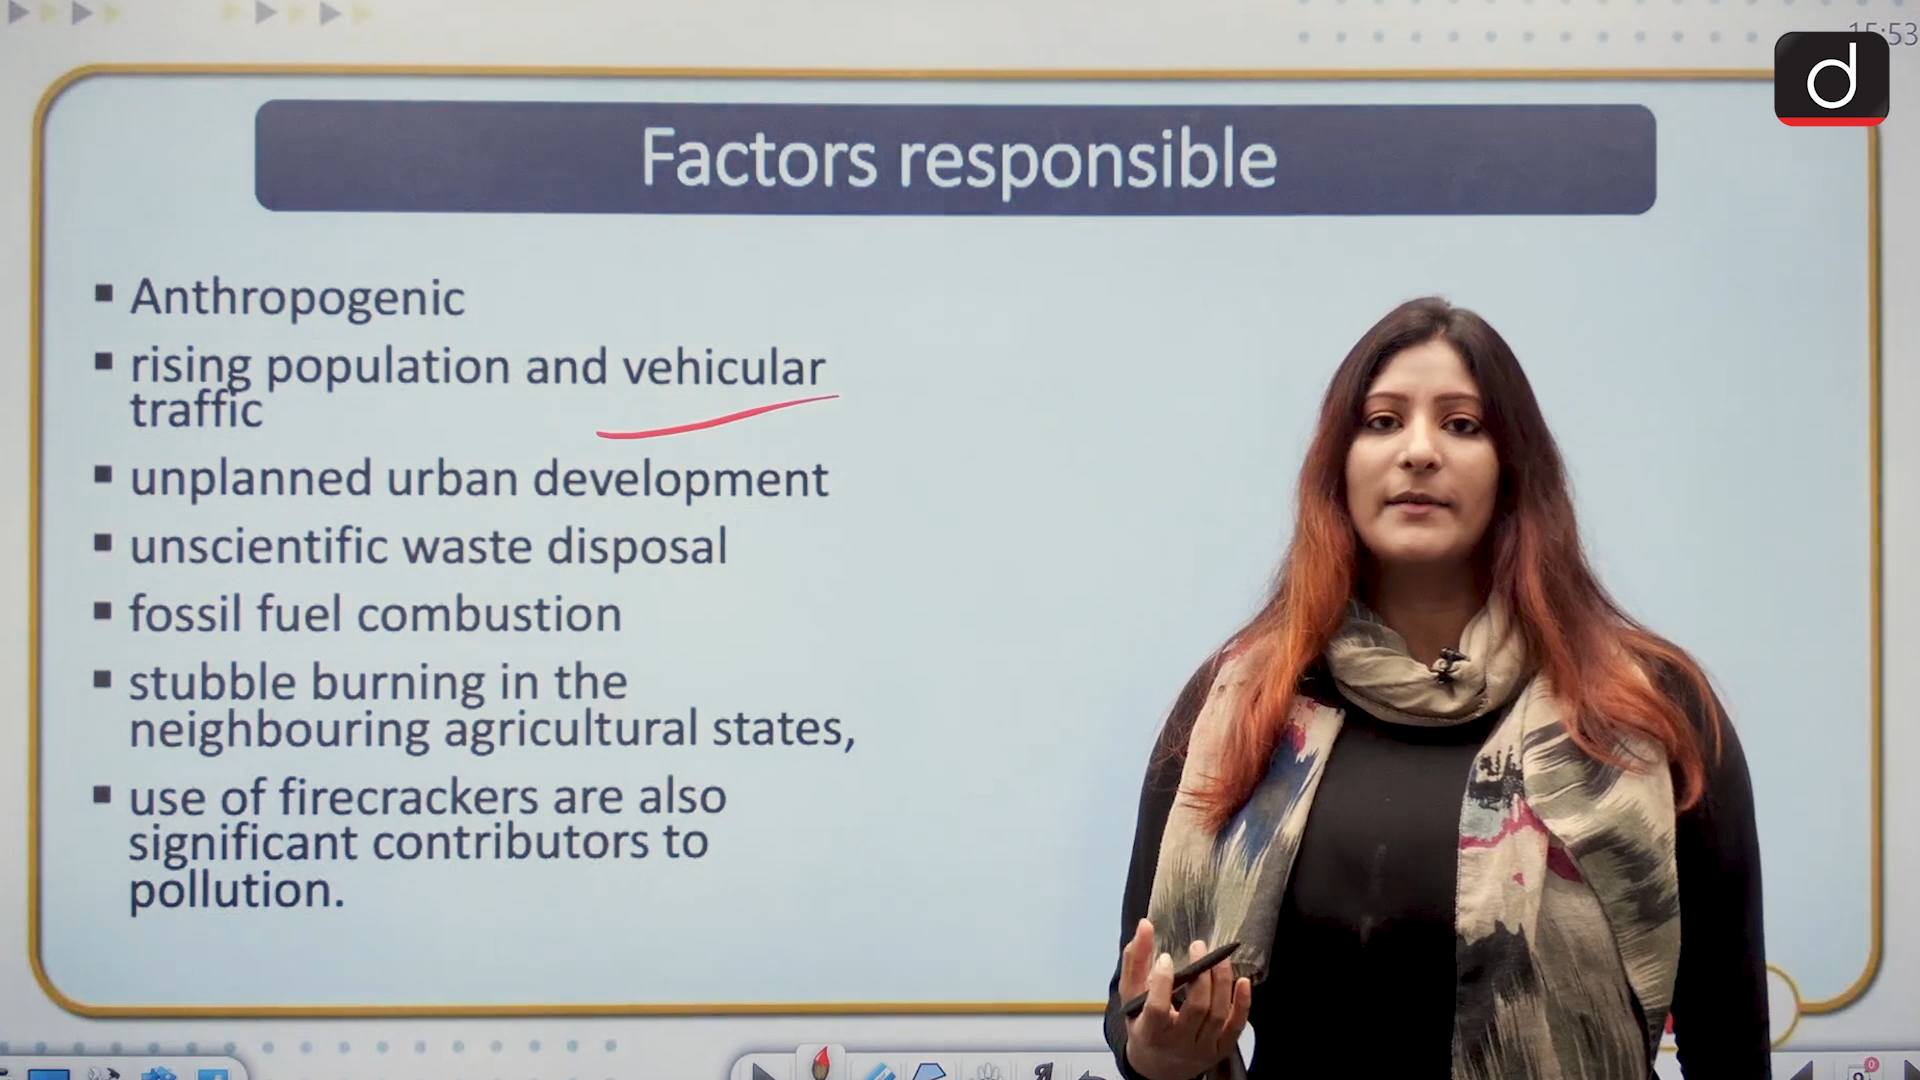 15:53
d
Factors responsible
Anthropogenic
rising population and vehicular
traffic
unplanned urban development
unscientific waste disposal
fossil fuel combustion
stubble burning in the
neighbouring agricultural states,
use of firecrackers are also
significant contributors to
pollution.